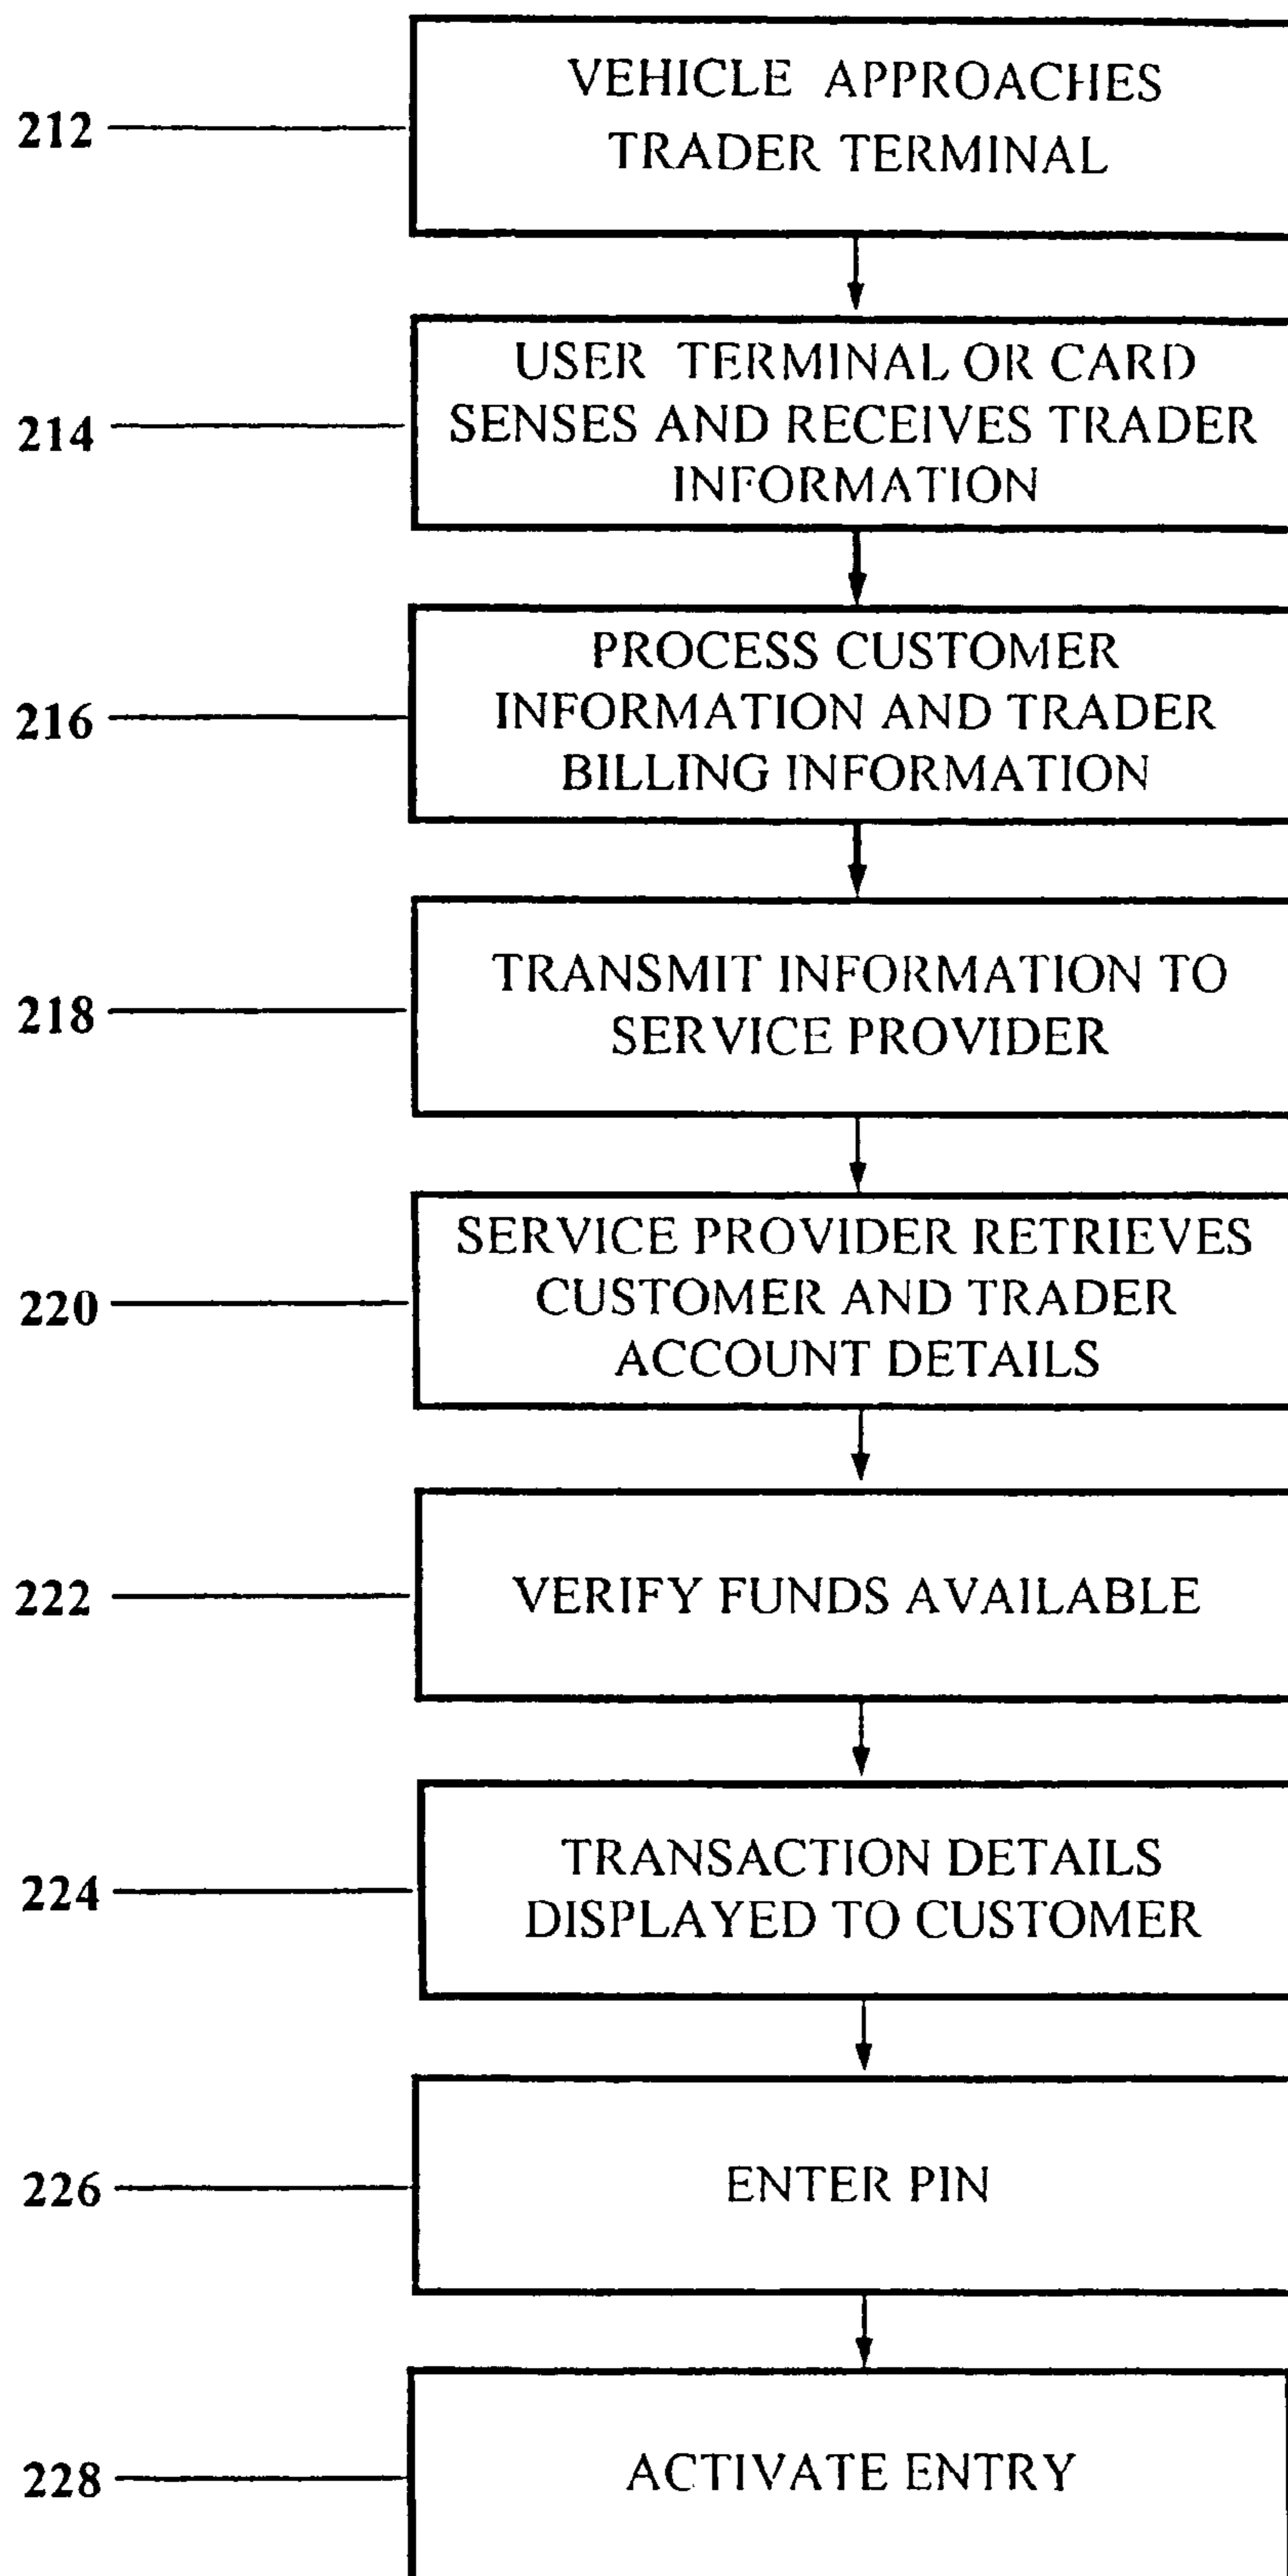 212
VEHICLE APPROACHES
TRADER TERMINAL
214
USER TERMINAL OR CARD
SENSES AND RECEIVES TRADER
INFORMATION
216
PROCESS CUSTOMER
INFORMATION AND TRADER
BILLING INFORMATION
218
TRANSMIT INFORMATION TO
SERVICE PROVIDER
220
SERVICE PROVIDER RETRIEVES
CUSTOMER AND TRADER
ACCOUNT DETAILS
222
VERIFY FUNDS AVAILABLE
224
TRANSACTION DETAILS
DISPLAYED TO CUSTOMER
226
ENTER PIN
228
ACTIVATE ENTRY